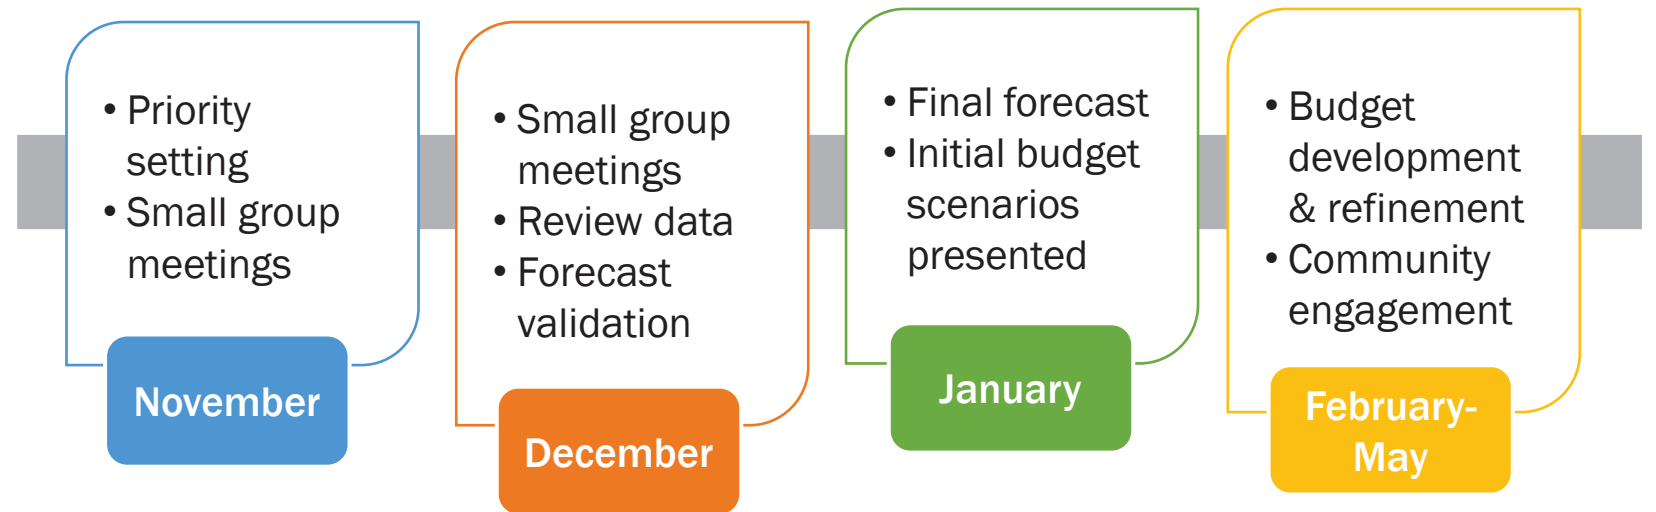 • Priority
setting
• Small group
meetings
November
• Small group
meetings
• Review data
• Forecast
validation
December
• Final forecast
• Initial budget
scenarios
presented
January
• Budget
development
& refinement
• Community
engagement
February-
May